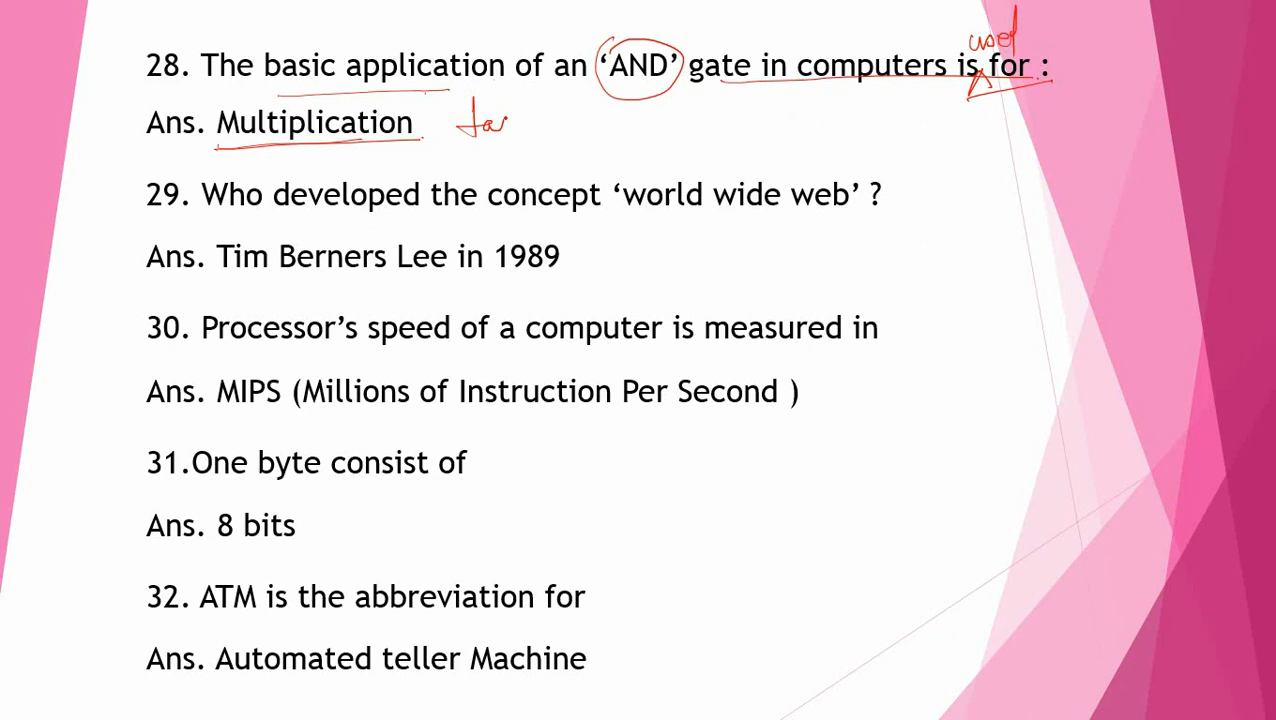 used
28. The basic application of an ‘AND’ gate in computers is for :
Ans. Multiplication
29. Who developed the concept ‘world wide web’ ?
Ans. Tim Berners Lee in 1989
30. Processor’s speed of a computer is measured in
Ans. MIPS (Millions of Instruction Per Second )
31.One byte consist of
Ans. 8 bits
32. ATM is the abbreviation for
Ans. Automated teller Machine